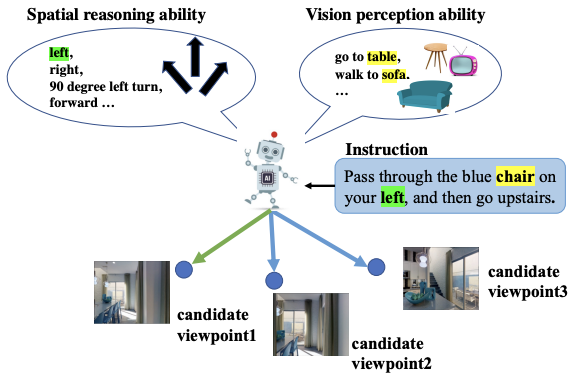 Spatial reasoning ability
Vision perception ability
left,
right,
90 degree left turn,
forward ...
go to table,
walk to sofa.
...
AI
Instruction
Pass through the blue chair on
your left, and then go upstairs.
candidate
viewpoint1
candidate
viewpoint2
candidate
viewpoint3